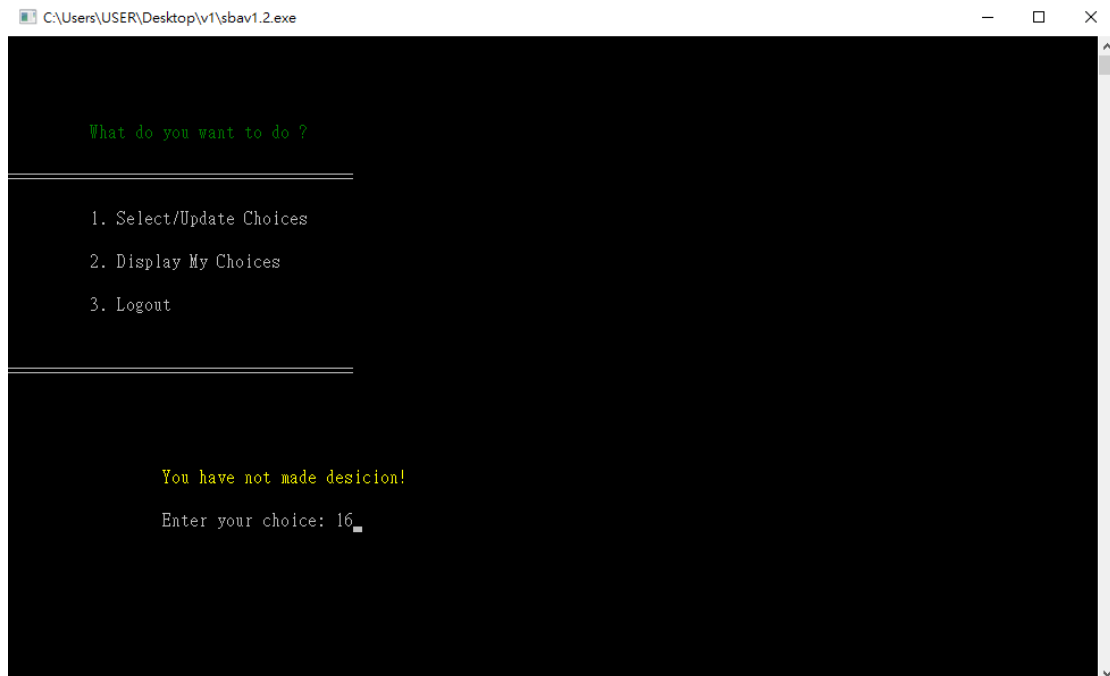 C:\Users\USER\Desktop\v1\sbav1.2.exe
What do you want to do ?
1. Select/Update Choices
2. Display My Choices
3. Logout
You have not made desicion!
Enter your choice: 16